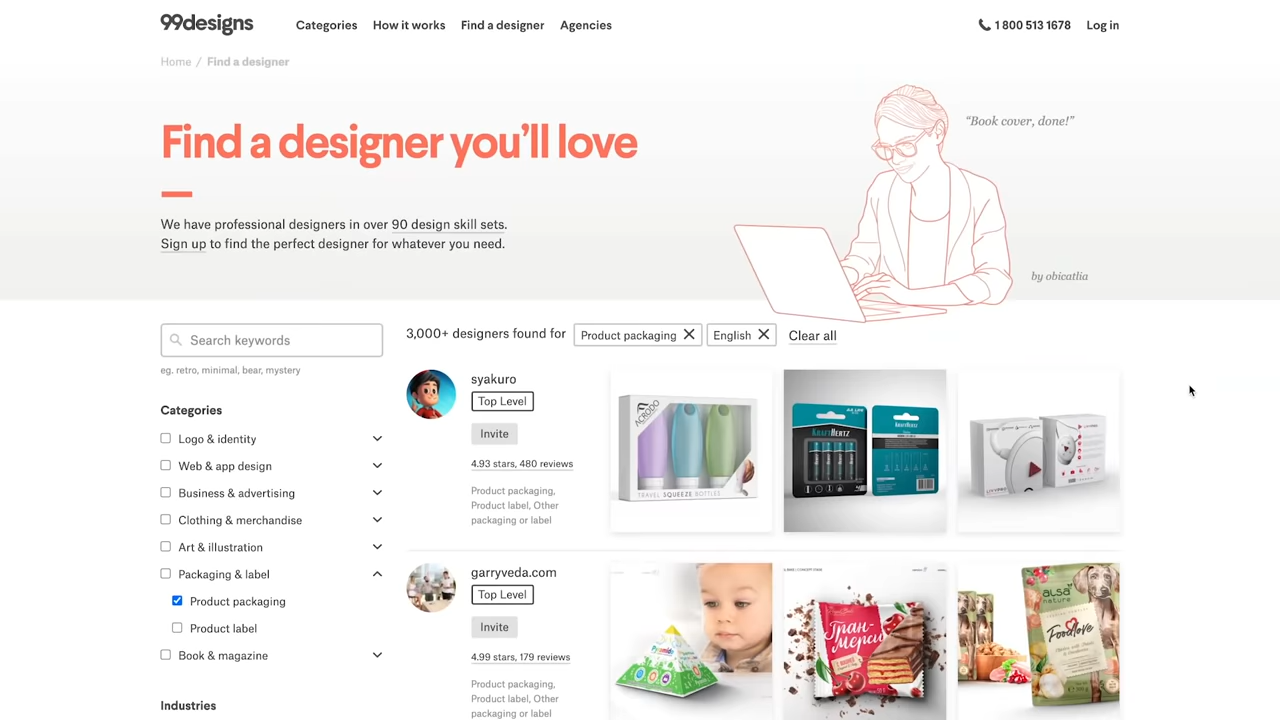 99designs
Categories How it works Find a designer Agencies
1 800 513 1678 Log in
Home / Find a designer
Find a designer you'll love
"Book cover, done!"
We have professional designers in over 90 design skill sets.
Sign up to find the perfect designer for whatever you need.
by obicatlia
Search keywords
eg. retro, minimal, bear, mystery
Categories
Logo & identity
Web & app design
Business & advertising
Clothing & merchandise
Art & illustration
Packaging & label
Product packaging
Product label
Book & magazine
Industries
3,000+ designers found for Product packaging English Clear all
syakuro
Top Level
Invite
4.93 stars, 480 reviews
Product packaging,
Product label, Other
packaging or label
ACRODO
TRAVEL SQUEEZE BOTTLES
KRAFTHERTZ
garryveda.com
Top Level
Invite
4.99 stars, 179 reviews
Product packaging,
Product label, Other
packaging or label
Гран-
Мерси
alsa
nature
Foodlove